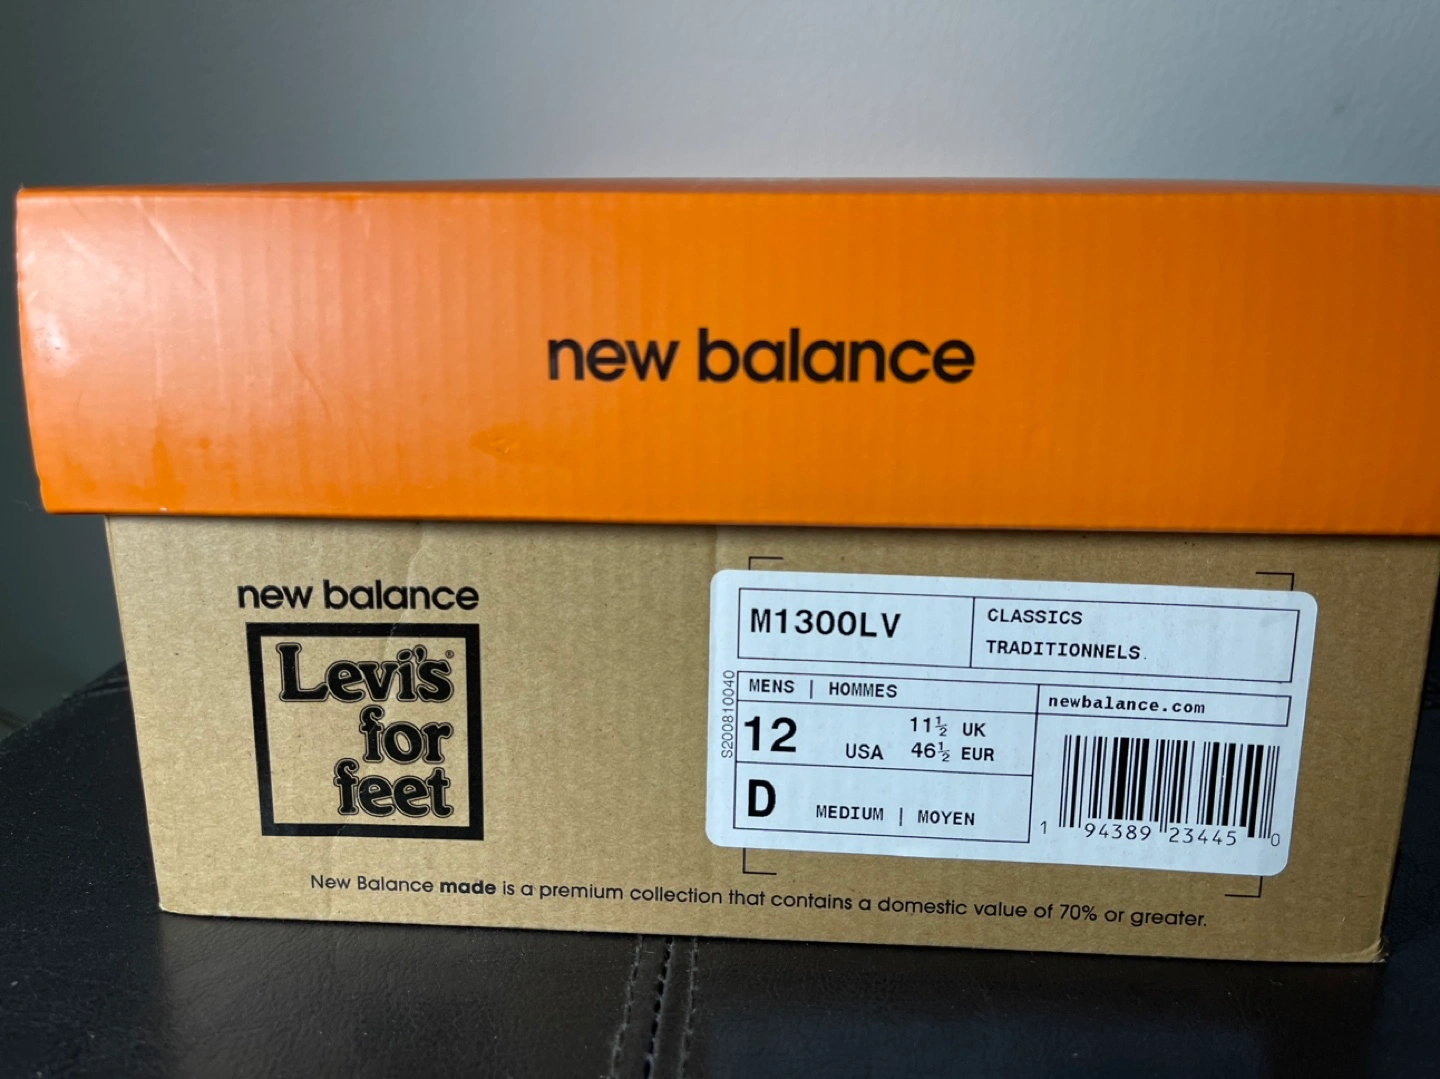 new balance
new balance
Levi's®
for
feet
M1300LV
CLASSICS
TRADITIONNELS
MENS | HOMMES
12 USA
11½ UK
46½ EUR
D MEDIUM | MOYEN
newbalance.com
1 94389 23445 0
S200810040
New Balance made is a premium collection that contains a domestic value of 70% or greater.